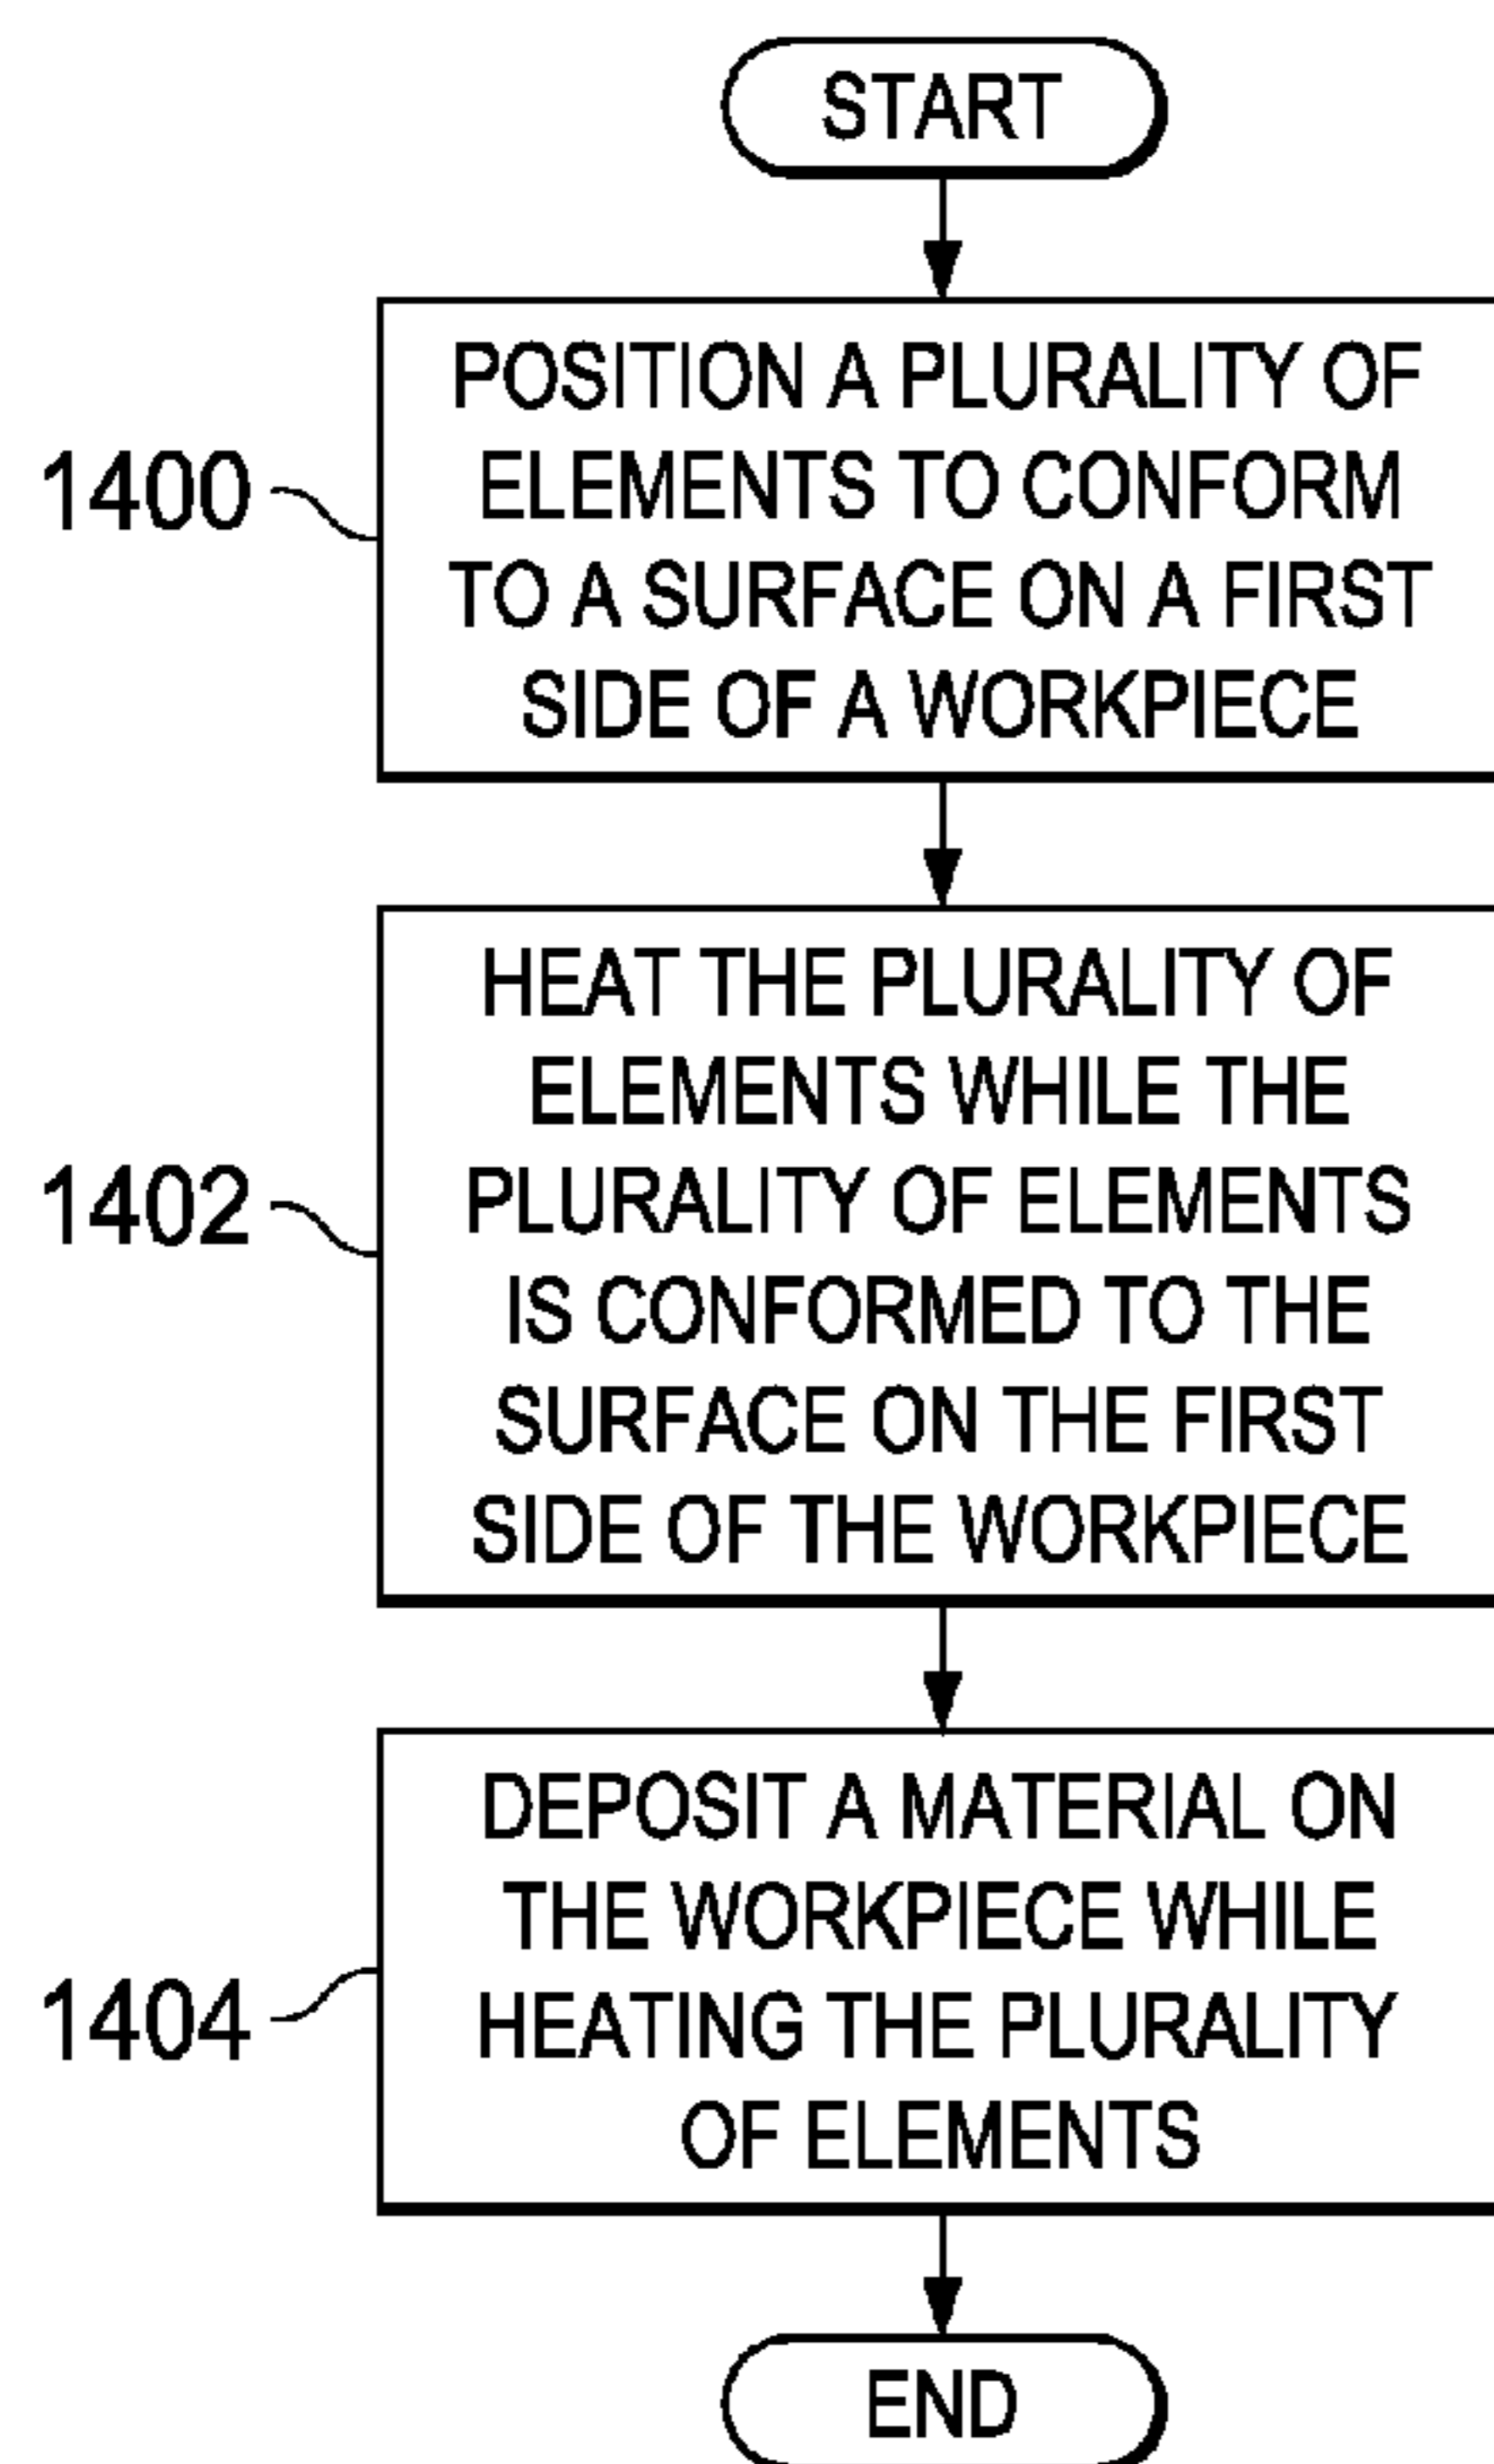 START
POSITION A PLURALITY OF
ELEMENTS TO CONFORM
TO A SURFACE ON A FIRST
SIDE OF A WORKPIECE
1400
HEAT THE PLURALITY OF
ELEMENTS WHILE THE
PLURALITY OF ELEMENTS
IS CONFORMED TO THE
SURFACE ON THE FIRST
SIDE OF THE WORKPIECE
1402
DEPOSIT A MATERIAL ON
THE WORKPIECE WHILE
HEATING THE PLURALITY
OF ELEMENTS
1404
END